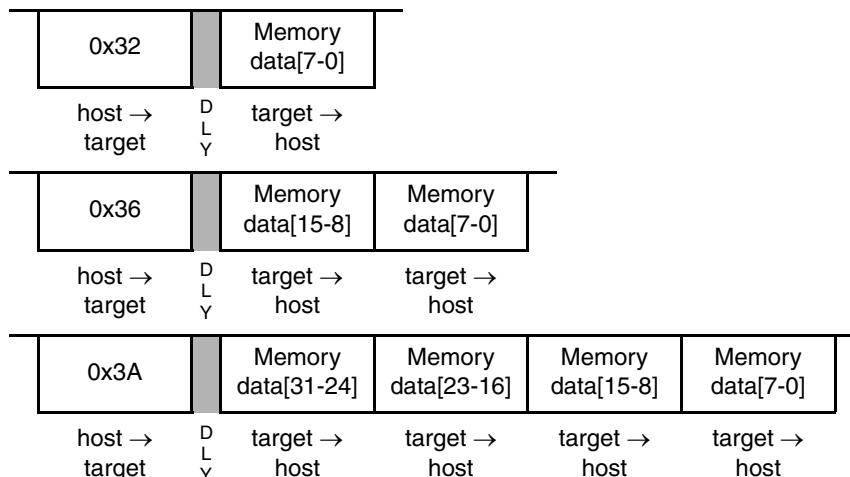 0x32 Memory
data[7-0]
host → D target →
L
target Y host
0x36 Memory Memory
data[15-8] data[7-0]
host → D target → target →
L
target Y host host
0x3A Memory Memory Memory Memory
data[31-24] data[23-16] data[15-8] data[7-0]
host → D target → target → target → target →
L
target Y host host host host